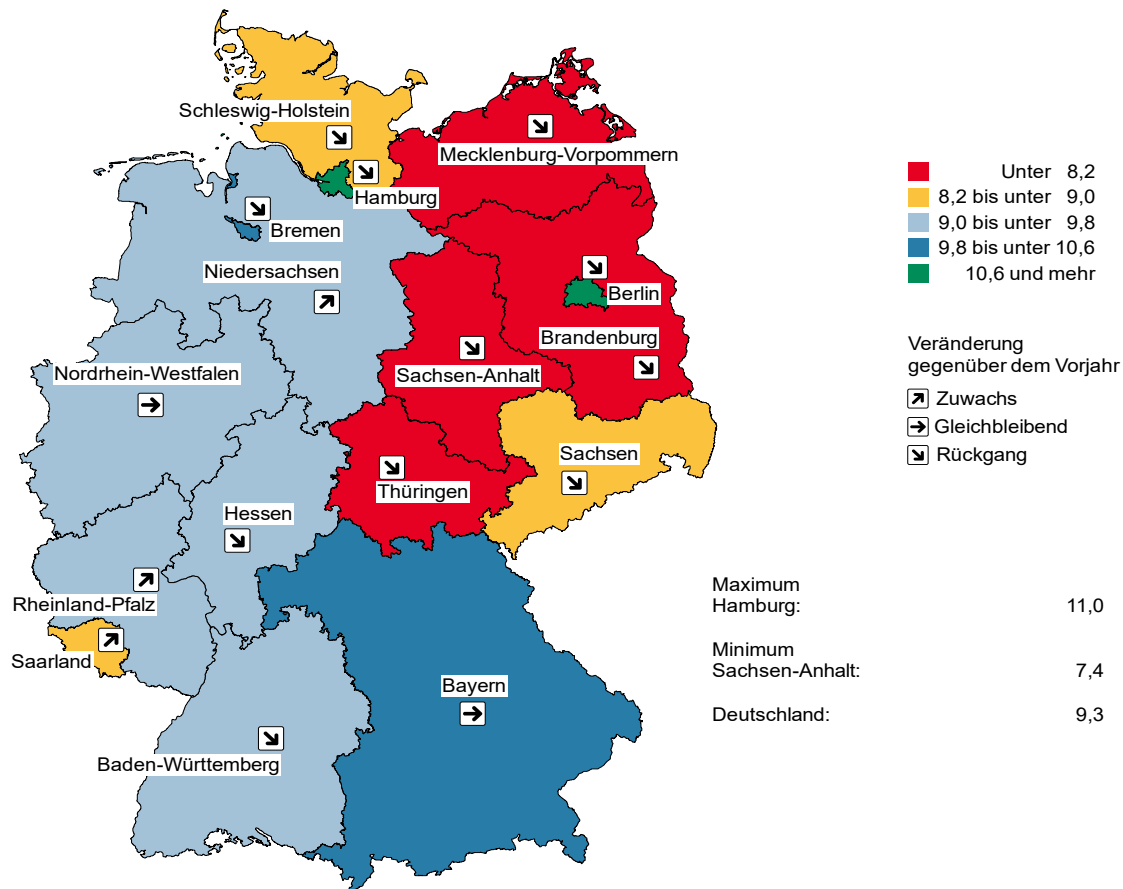 Schleswig-Holstein
Mecklenburg-Vorpommern
Hamburg
Bremen
Niedersachsen
Berlin
Brandenburg
Nordrhein-Westfalen
Sachsen-Anhalt
Sachsen
Thüringen
Hessen
Rheinland-Pfalz
Saarland
Bayern
Baden-Württemberg
Unter 8,2
8,2 bis unter 9,0
9,0 bis unter 9,8
9,8 bis unter 10,6
10,6 und mehr
Veränderung
gegenüber dem Vorjahr
Zuwachs
Gleichbleibend
Rückgang
Maximum
Hamburg: 11,0
Minimum
Sachsen-Anhalt: 7,4
Deutschland: 9,3